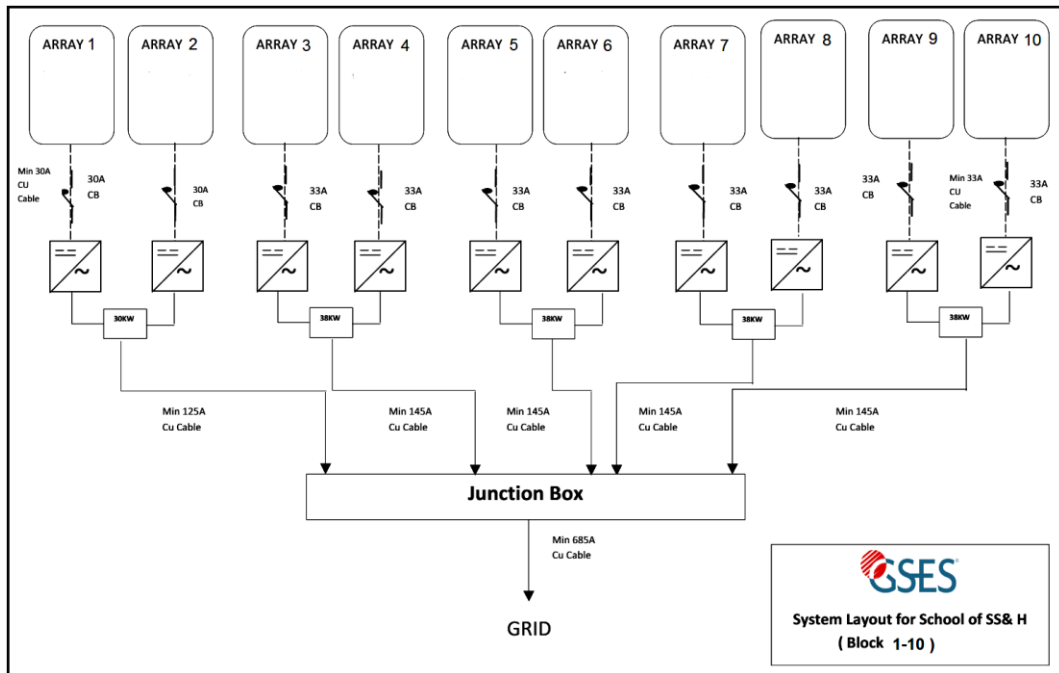 ARRAY 1
ARRAY 2
ARRAY 3
ARRAY 4
ARRAY 5
ARRAY 6
ARRAY 7
ARRAY 8
ARRAY 9
ARRAY 10
Min 30A
CU
Cable
30A
CB
30A
CB
33A
CB
33A
CB
33A
CB
33A
CB
33A
CB
33A
CB
33A
CB
Min 33A
CU
Cable
33A
CB
~
~
~
~
~
~
~
~
~
~
30KW
38KW
38KW
38KW
38KW
Min 125A
Cu Cable
Min 145A
Cu Cable
Min 145A
Cu Cable
Min 145A
Cu Cable
Min 145A
Cu Cable
Junction Box
Min 685A
Cu Cable
GRID
GSES®
System Layout for School of SS& H
( Block 1-10 )